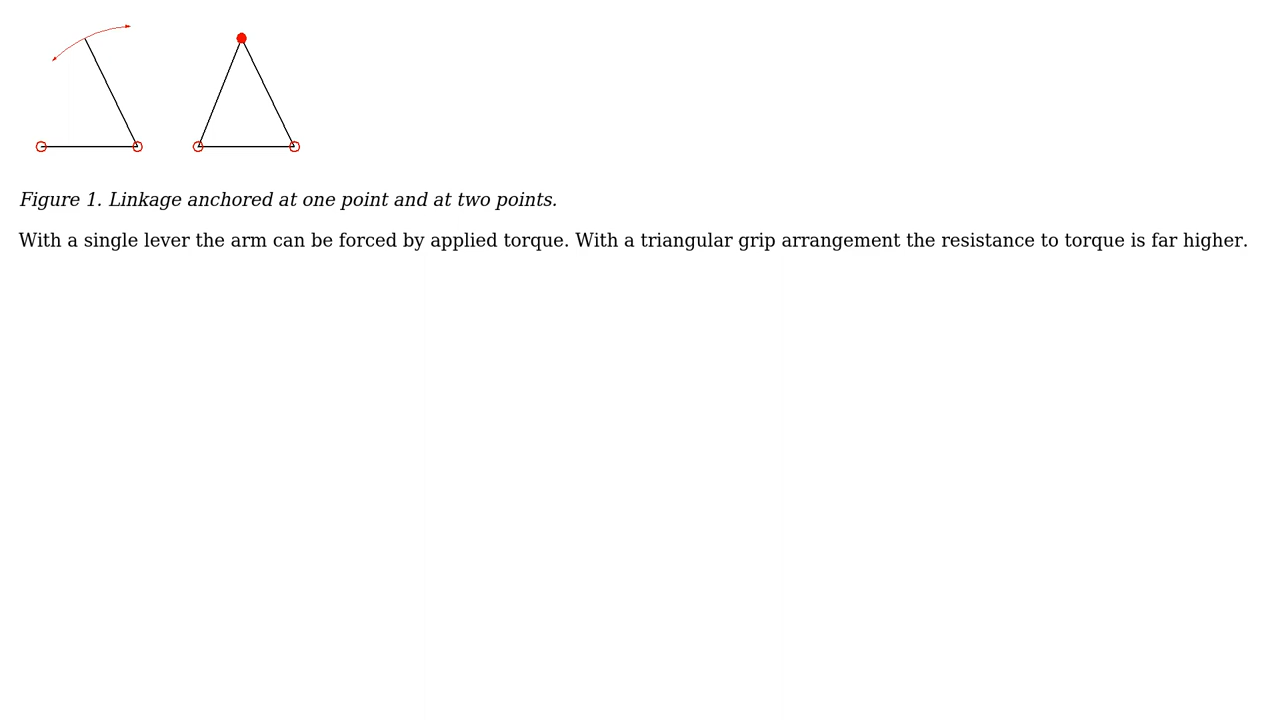 Figure 1. Linkage anchored at one point and at two points.
With a single lever the arm can be forced by applied torque. With a triangular grip arrangement the resistance to torque is far higher.